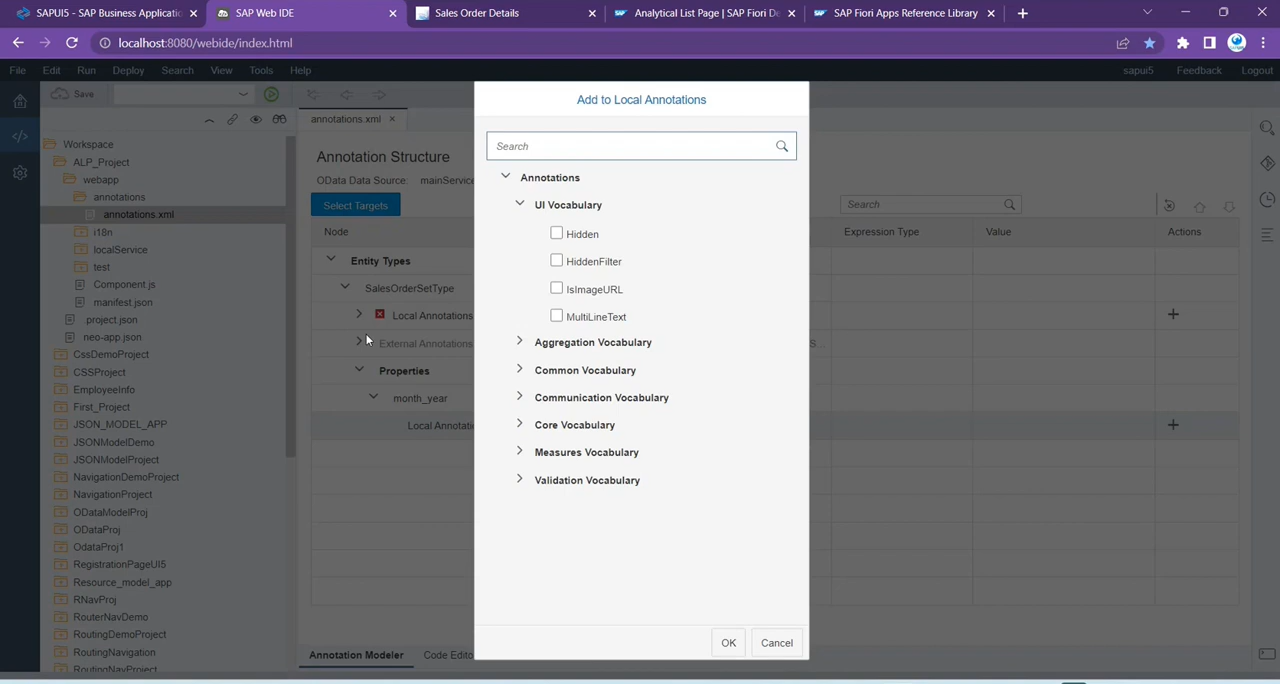 SAPUI5 - SAP Business Applicatio
SAP Web IDE
Sales Order Details
Analytical List Page | SAP Fiori De
SAP Fiori Apps Reference Library
localhost:8080/webide/index.html
File Edit Run Deploy Search View Tools Help
sapui5 Feedback Logout
Save
annotations.xml
Workspace
ALP_Project
webapp
annotations
annotations.xml
i18n
localService
test
Component.js
manifest.json
project.json
neo-app.json
CssDemoProject
CSSProject
EmployeeInfo
First_Project
JSON_MODEL_APP
JSONModelDemo
JSONModelProject
NavigationDemoProject
NavigationProject
ODataModelProj
ODataProj
OdataProj1
RegistrationPageUI5
Resource_model_app
RNavProj
RouterNavDemo
RoutingDemoProject
RoutingNavigation
RoutingNavProject
Annotation Structure
OData Data Source: mainService
Select Targets
Search
Node Expression Type Value Actions
Entity Types
SalesOrderSetType
Local Annotations
External Annotations S...
Properties
month_year
Local Annotati
Annotation Modeler Code Edito
Add to Local Annotations
Search
Annotations
UI Vocabulary
Hidden
HiddenFilter
IsImageURL
MultiLineText
Aggregation Vocabulary
Common Vocabulary
Communication Vocabulary
Core Vocabulary
Measures Vocabulary
Validation Vocabulary
OK Cancel